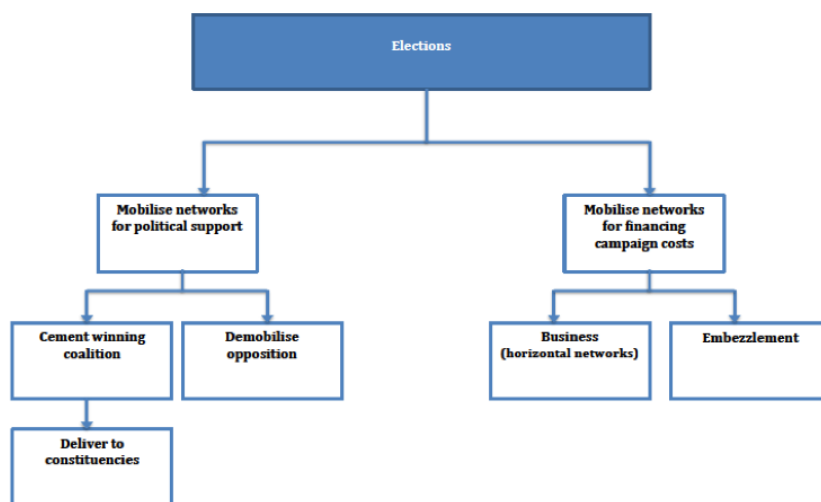 Elections
Mobilise networks
for political support
Mobilise networks
for financing
campaign costs
Cement winning
coalition
Demobilise
opposition
Business
(horizontal networks)
Embezzlement
Deliver to
constituencies